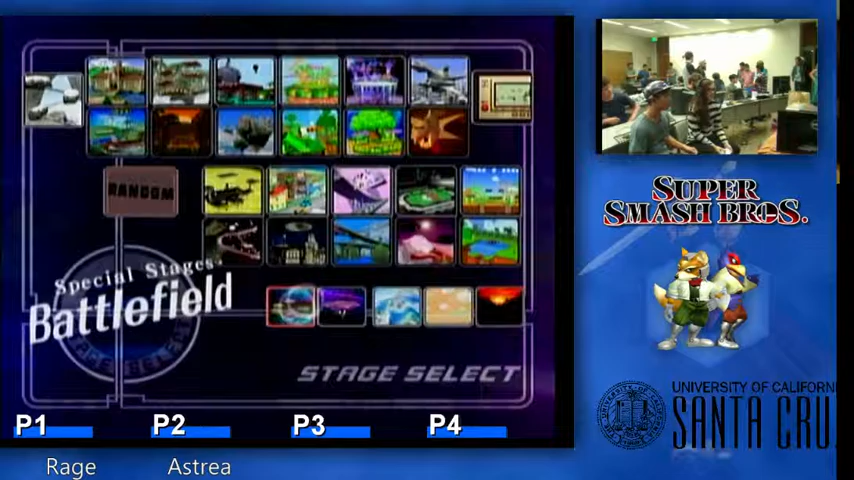 RANDOM
Special Stages
Battlefield
STAGE SELECT
P1 P2 P3 P4
Rage Astrea
SUPER
SMASH BROS.
UNIVERSITY OF CALIFORN
SANTA CRU